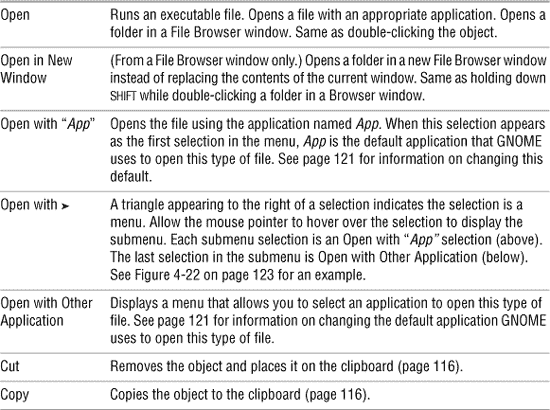 Open
Runs an executable file. Opens a file with an appropriate application. Opens a
folder in a File Browser window. Same as double-clicking the object.
Open in New
Window
(From a File Browser window only.) Opens a folder in a new File Browser window
instead of replacing the contents of the current window. Same as holding down
SHIFT while double-clicking a folder in a Browser window.
Open with “App”
Opens the file using the application named App. When this selection appears
as the first selection in the menu, App is the default application that GNOME
uses to open this type of file. See page 121 for information on changing this
default.
Open with ➤
A triangle appearing to the right of a selection indicates the selection is a
menu. Allow the mouse pointer to hover over the selection to display the
submenu. Each submenu selection is an Open with “App” selection (above).
The last selection in the submenu is Open with Other Application (below).
See Figure 4-22 on page 123 for an example.
Open with Other
Application
Displays a menu that allows you to select an application to open this type of
file. See page 121 for information on changing the default application GNOME
uses to open this type of file.
Cut
Removes the object and places it on the clipboard (page 116).
Copy
Copies the object to the clipboard (page 116).